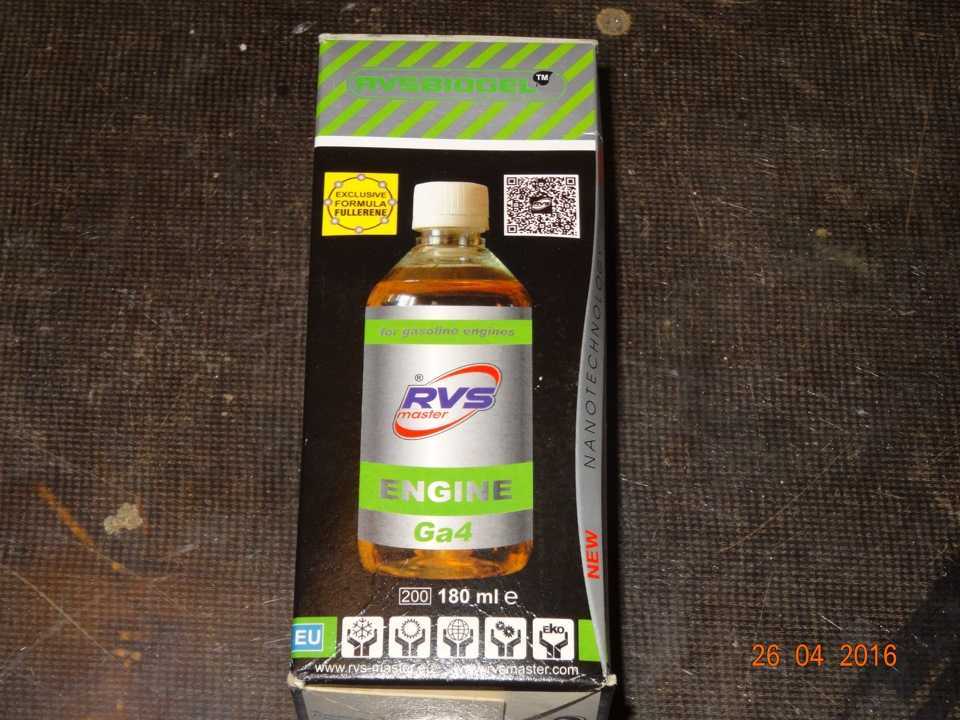 RVSBIODEL™
EXCLUSIVE
FORMULA
FULLERENE
for gasoline engines
RVS®
master
ENGINE
Ga4
NANOTECHNOLOGY
NEW
200 180 ml e
EU
eko
www.rvs-master.eu www.rvsmaster.com
26 04 2016